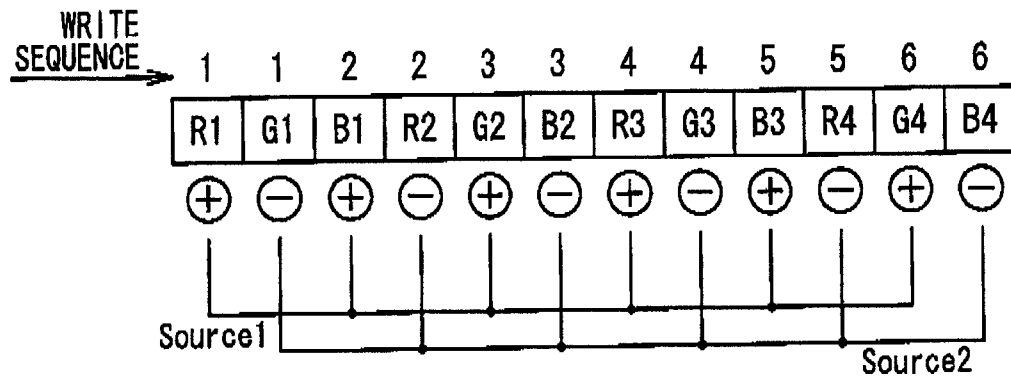 WRITE
SEQUENCE
1 1 2 2 3 3 4 4 5 5 6 6
R1 G1 B1 R2 G2 B2 R3 G3 B3 R4 G4 B4
+ − + − + − + − + − + −
Source1
Source2